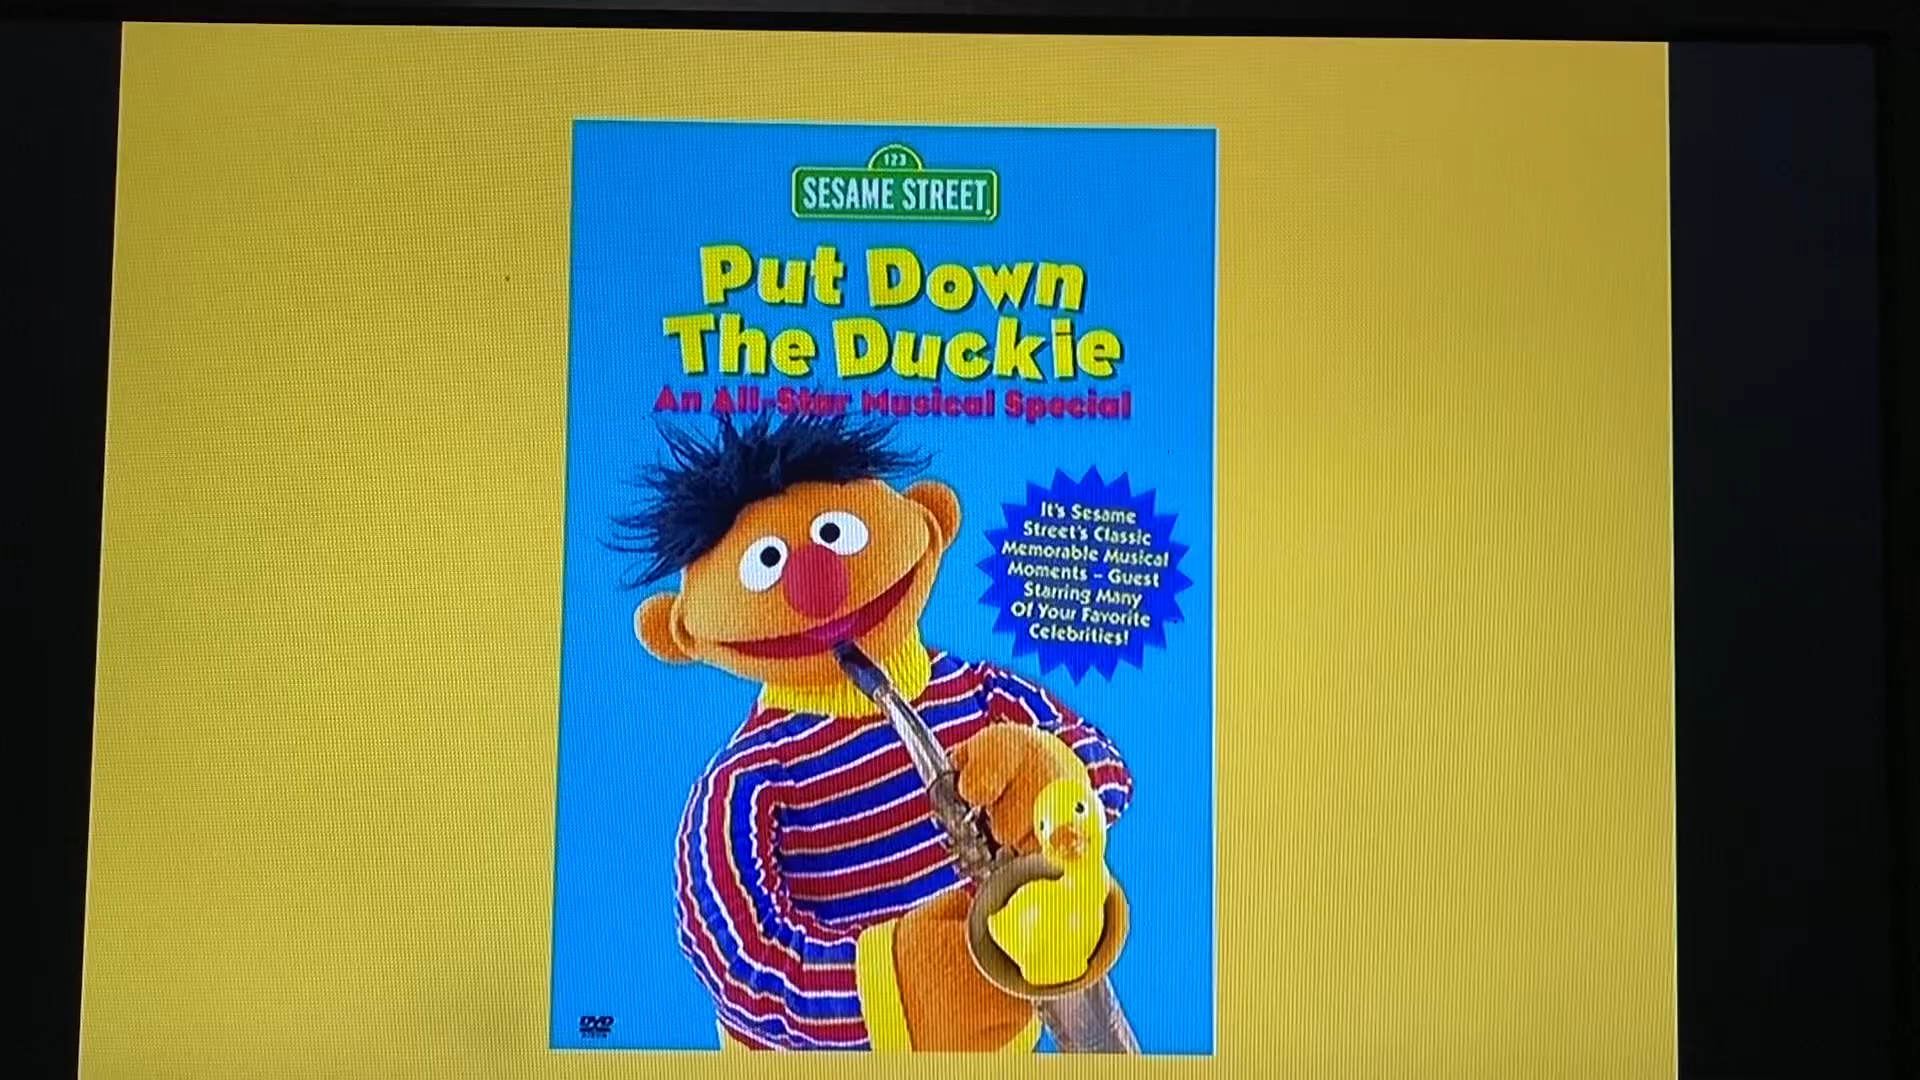 123
SESAME STREET
Put Down
The Duckie
An All-Star Musical Special
It's Sesame
Street's Classic
Memorable Musical
Moments – Guest
Starring Many
Of Your Favorite
Celebrities!
DVD
VIDEO